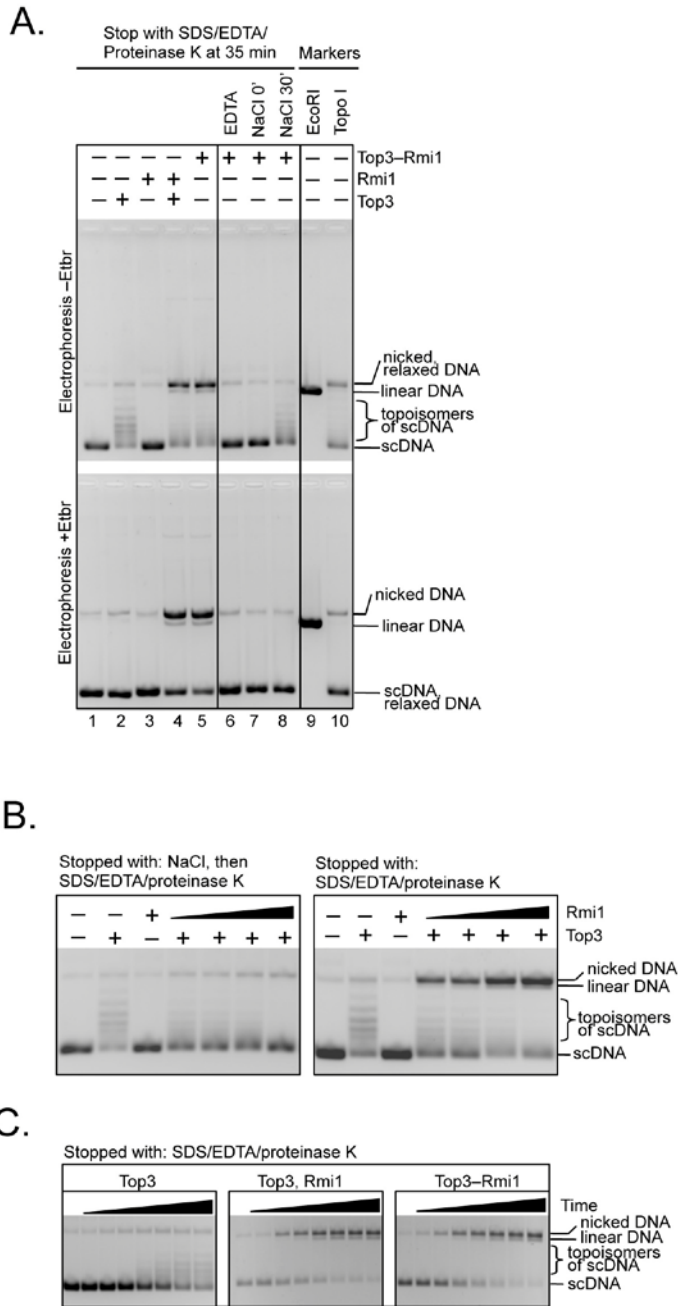 A.
Stop with SDS/EDTA/
Proteinase K at 35 min
Markers
EDTA
NaCl 0'
NaCl 30'
EcoRI
Topo I
– – – – + + + + – – Top3–Rmi1
– – + + – – – – – – Rmi1
– + – + – – – – – – Top3
Electrophoresis –Etbr
nicked,
relaxed DNA
linear DNA
topoisomers
of scDNA
scDNA
Electrophoresis +Etbr
nicked DNA
linear DNA
scDNA,
relaxed DNA
1 2 3 4 5 6 7 8 9 10
B.
Stopped with: NaCl, then
SDS/EDTA/proteinase K
Stopped with:
SDS/EDTA/proteinase K
– – + – – + Rmi1
– + – + + + + – + – + + + + Top3
nicked DNA
linear DNA
topoisomers
of scDNA
scDNA
C.
Stopped with: SDS/EDTA/proteinase K
Top3 Top3, Rmi1 Top3–Rmi1
Time
nicked DNA
linear DNA
topoisomers
of scDNA
scDNA